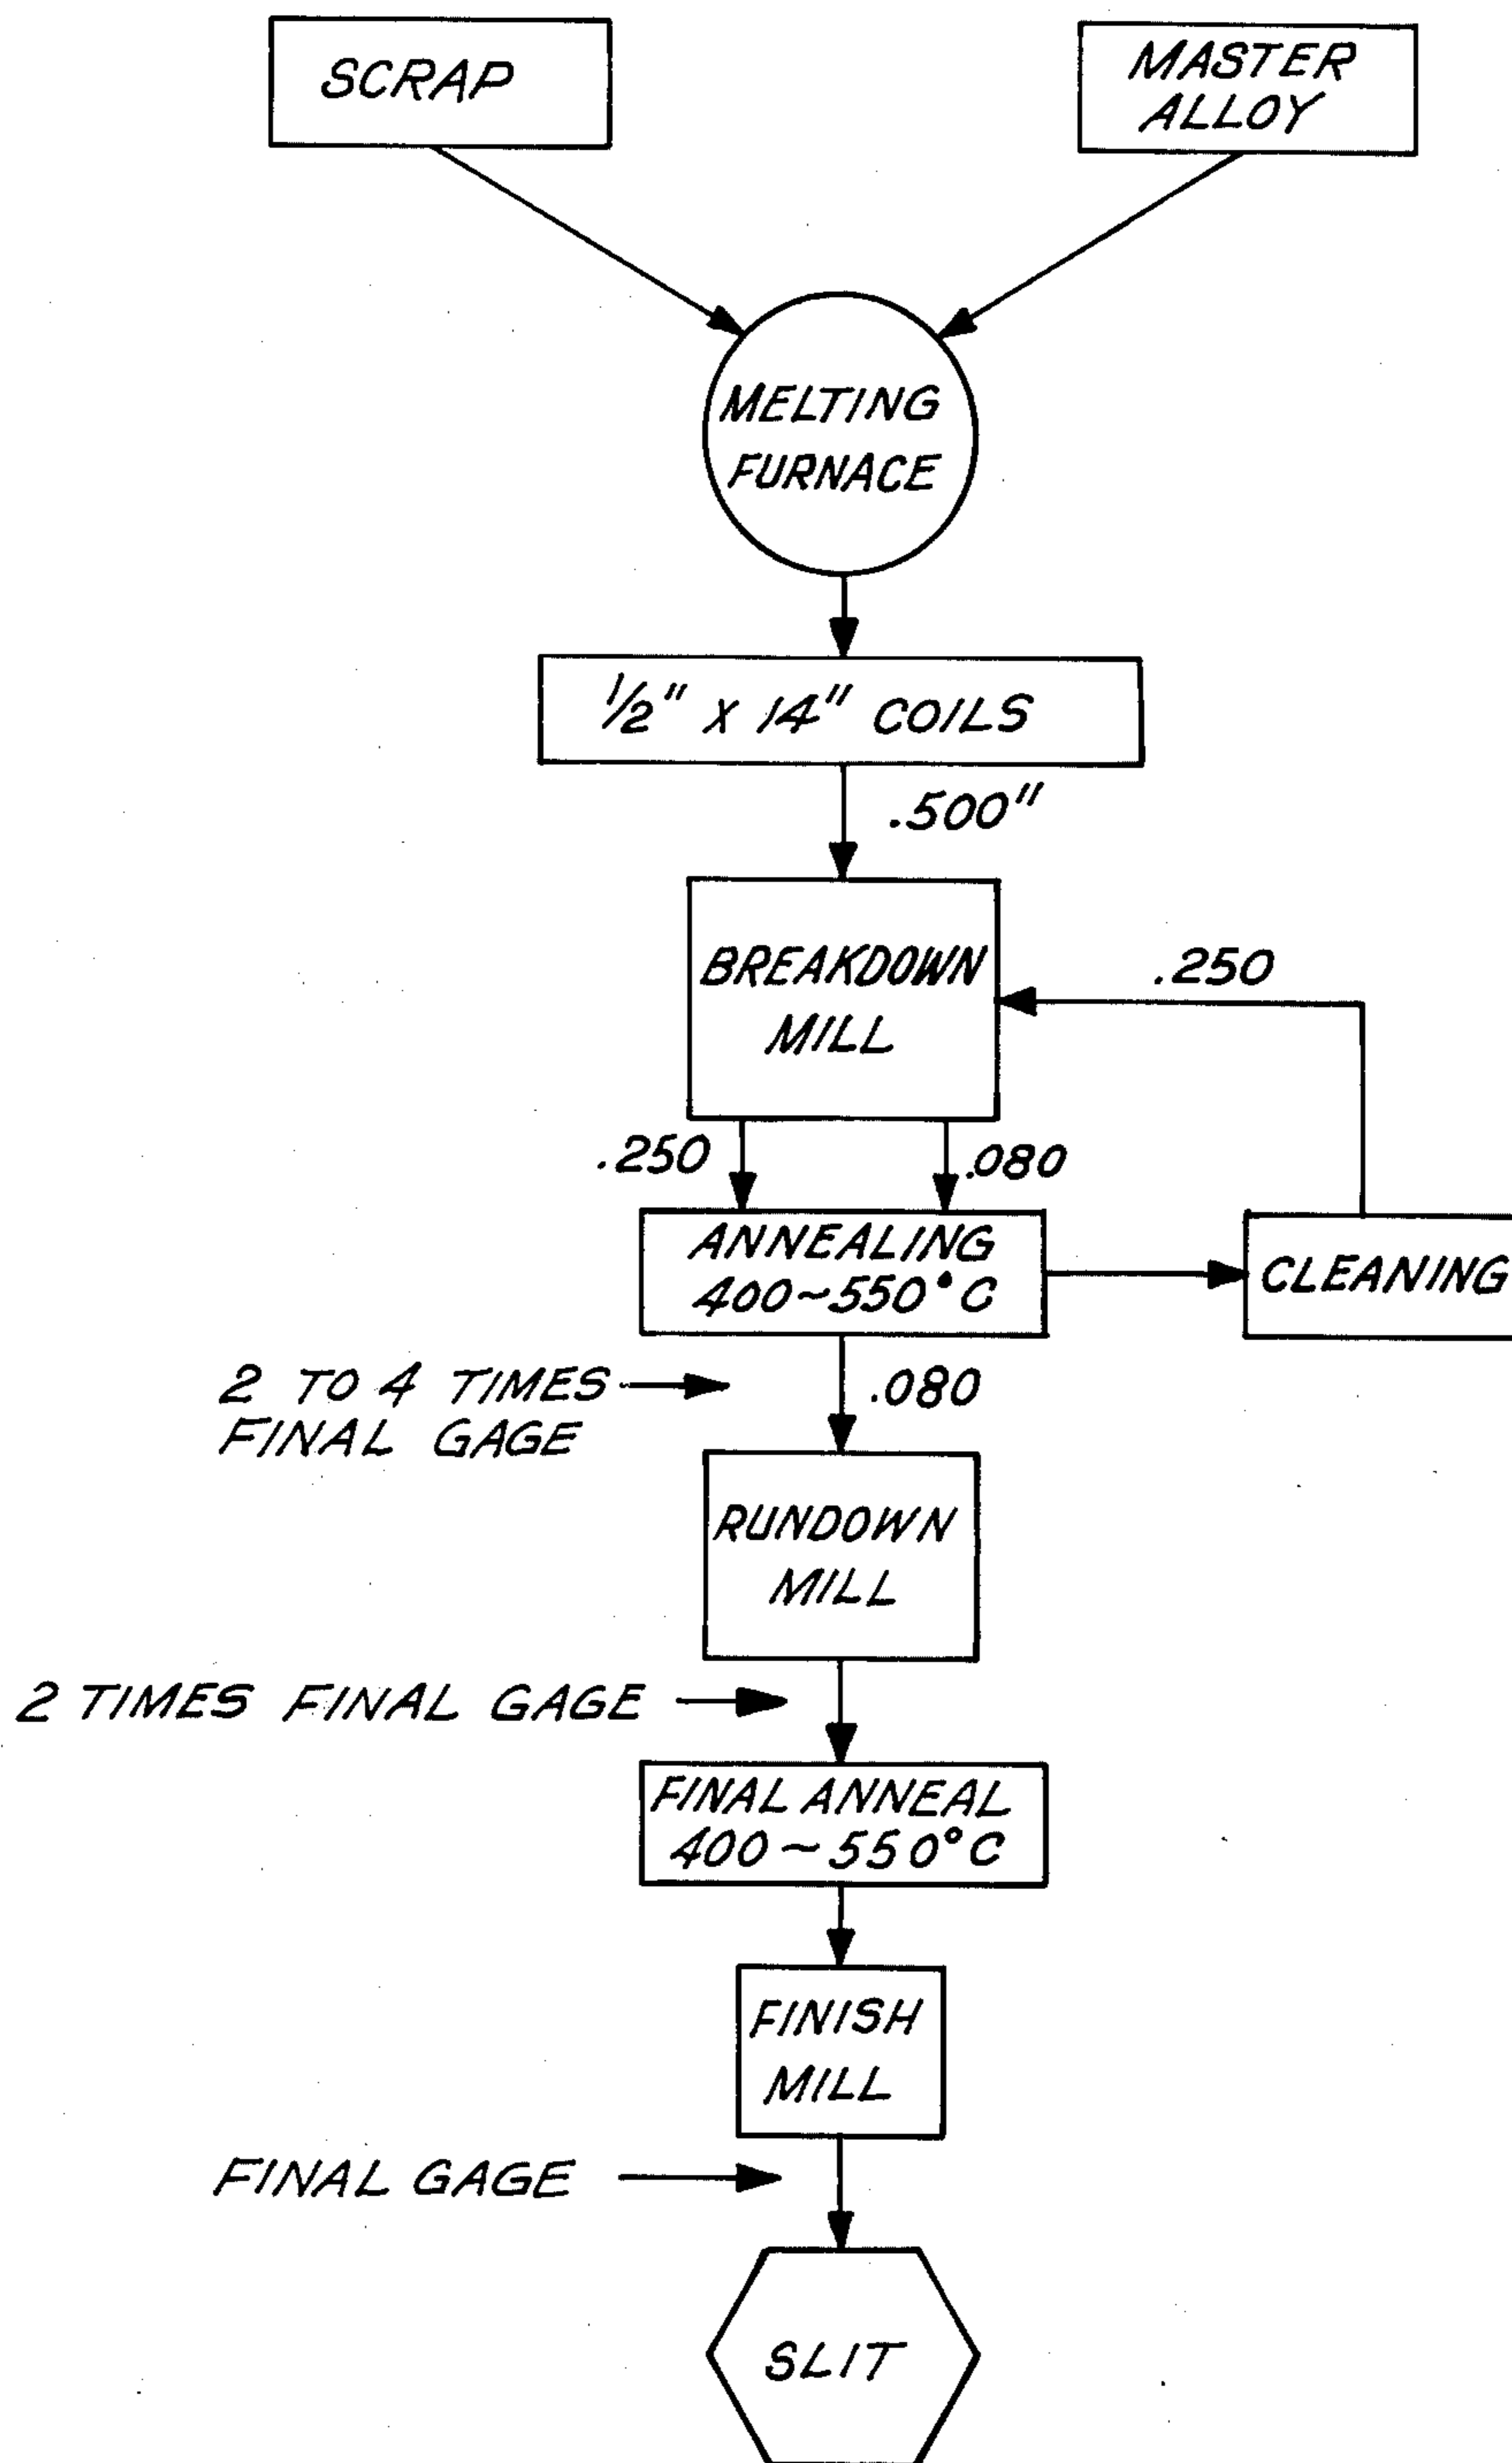 SCRAP
MASTER
ALLOY
MELTING
FURNACE
1/2" X 14" COILS
.500"
BREAKDOWN
MILL
.250
.250
.080
ANNEALING
400~550°C
CLEANING
2 TO 4 TIMES
FINAL GAGE
.080
RUNDOWN
MILL
2 TIMES FINAL GAGE
FINAL ANNEAL
400~550°C
FINISH
MILL
FINAL GAGE
SLIT